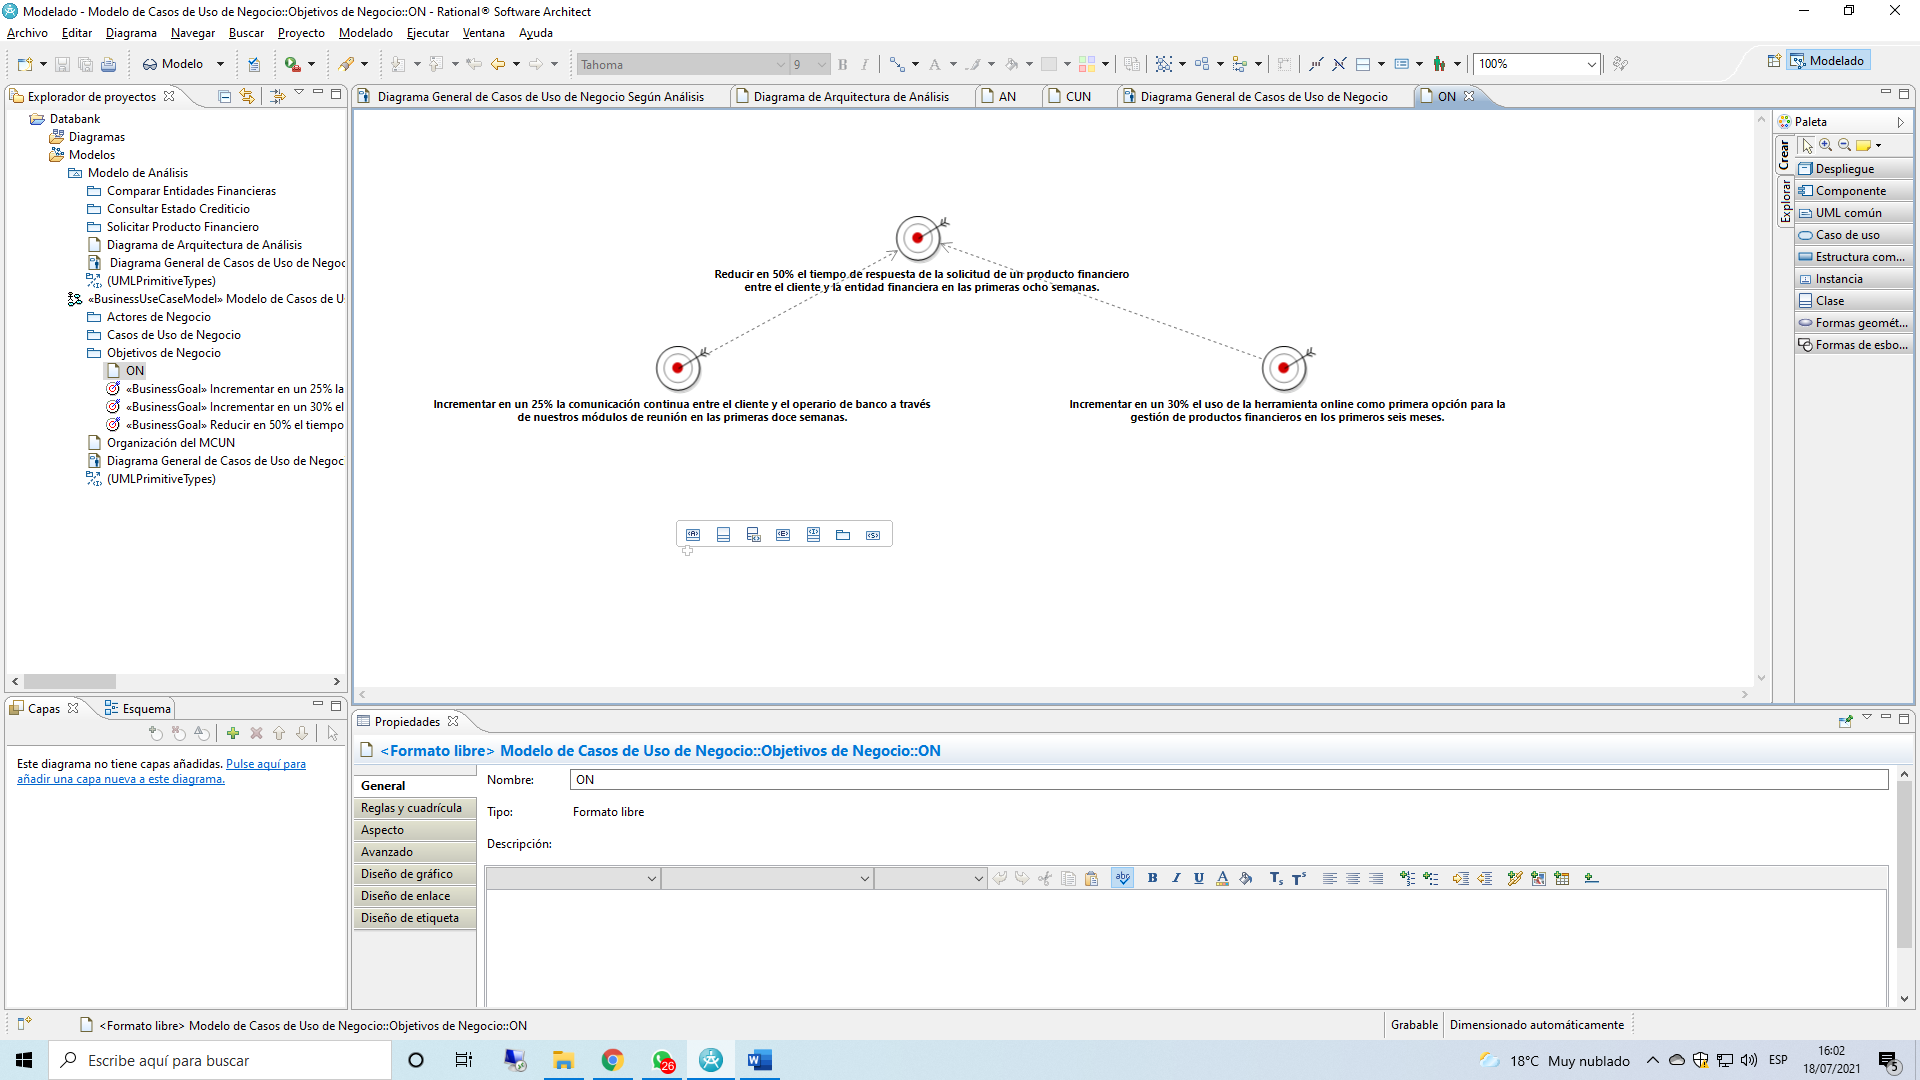 Modelado - Modelo de Casos de Uso de Negocio::Objetivos de Negocio::ON - Rational® Software Architect
Archivo Editar Diagrama Navegar Buscar Proyecto Modelado Ejecutar Ventana Ayuda
Modelo Tahoma 9 B I A 100% Modelado
Explorador de proyectos
Databank
Diagramas
Modelos
Modelo de Análisis
Comparar Entidades Financieras
Consultar Estado Crediticio
Solicitar Producto Financiero
Diagrama de Arquitectura de Análisis
Diagrama General de Casos de Uso de Negoc
(UMLPrimitiveTypes)
«BusinessUseCaseModel» Modelo de Casos de U
Actores de Negocio
Casos de Uso de Negocio
Objetivos de Negocio
ON
«BusinessGoal» Incrementar en un 25% la
«BusinessGoal» Incrementar en un 30% el
«BusinessGoal» Reducir en 50% el tiempo
Organización del MCUN
Diagrama General de Casos de Uso de Negoc
(UMLPrimitiveTypes)
Diagrama General de Casos de Uso de Negocio Según Análisis Diagrama de Arquitectura de Análisis AN CUN Diagrama General de Casos de Uso de Negocio ON
Reducir en 50% el tiempo de respuesta de la solicitud de un producto financiero
entre el cliente y la entidad financiera en las primeras ocho semanas.
Incrementar en un 25% la comunicación continua entre el cliente y el operario de banco a través
de nuestros módulos de reunión en las primeras doce semanas.
Incrementar en un 30% el uso de la herramienta online como primera opción para la
gestión de productos financieros en los primeros seis meses.
Paleta
Crear
Explorar
Despliegue
Componente
UML común
Caso de uso
Estructura com...
Instancia
Clase
Formas geomét...
Formas de esbo...
Capas Esquema
Este diagrama no tiene capas añadidas. Pulse aquí para
añadir una capa nueva a este diagrama.
Propiedades
<Formato libre> Modelo de Casos de Uso de Negocio::Objetivos de Negocio::ON
General
Reglas y cuadrícula
Aspecto
Avanzado
Diseño de gráfico
Diseño de enlace
Diseño de etiqueta
Nombre: ON
Tipo: Formato libre
Descripción:
abc B I U A Ts Ts
<Formato libre> Modelo de Casos de Uso de Negocio::Objetivos de Negocio::ON
Grabable Dimensionado automáticamente
Escribe aquí para buscar
26
18°C Muy nublado
ESP
16:02
18/07/2021
5